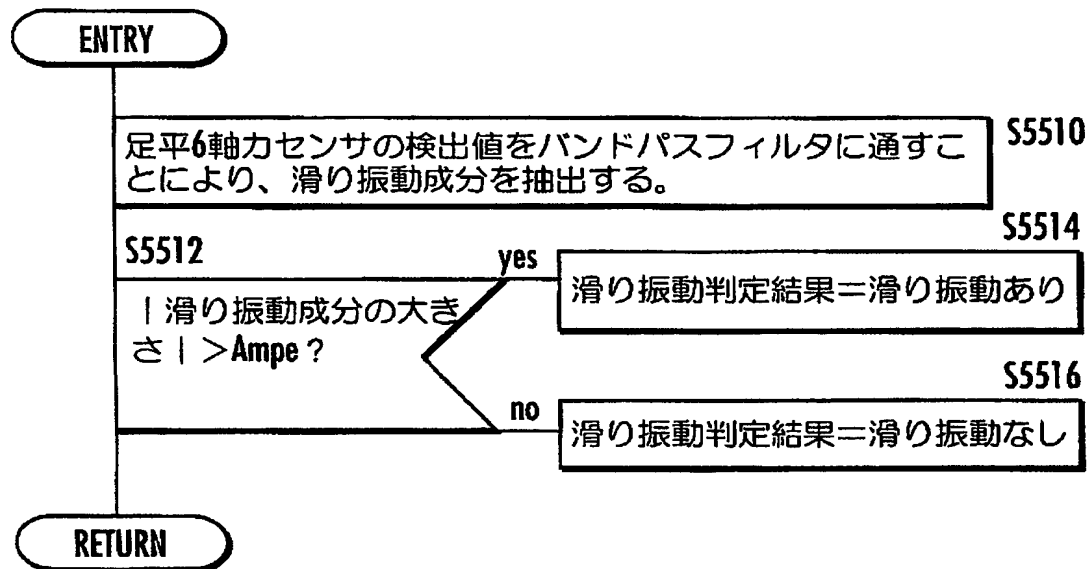 ENTRY
S5510
足平6軸力センサの検出値をバンドパスフィルタに通すこ
とにより、滑り振動成分を抽出する。
S5512
|滑り振動成分の大き
さ|>Ampe?
yes
S5514
滑り振動判定結果=滑り振動あり
no
S5516
滑り振動判定結果=滑り振動なし
RETURN